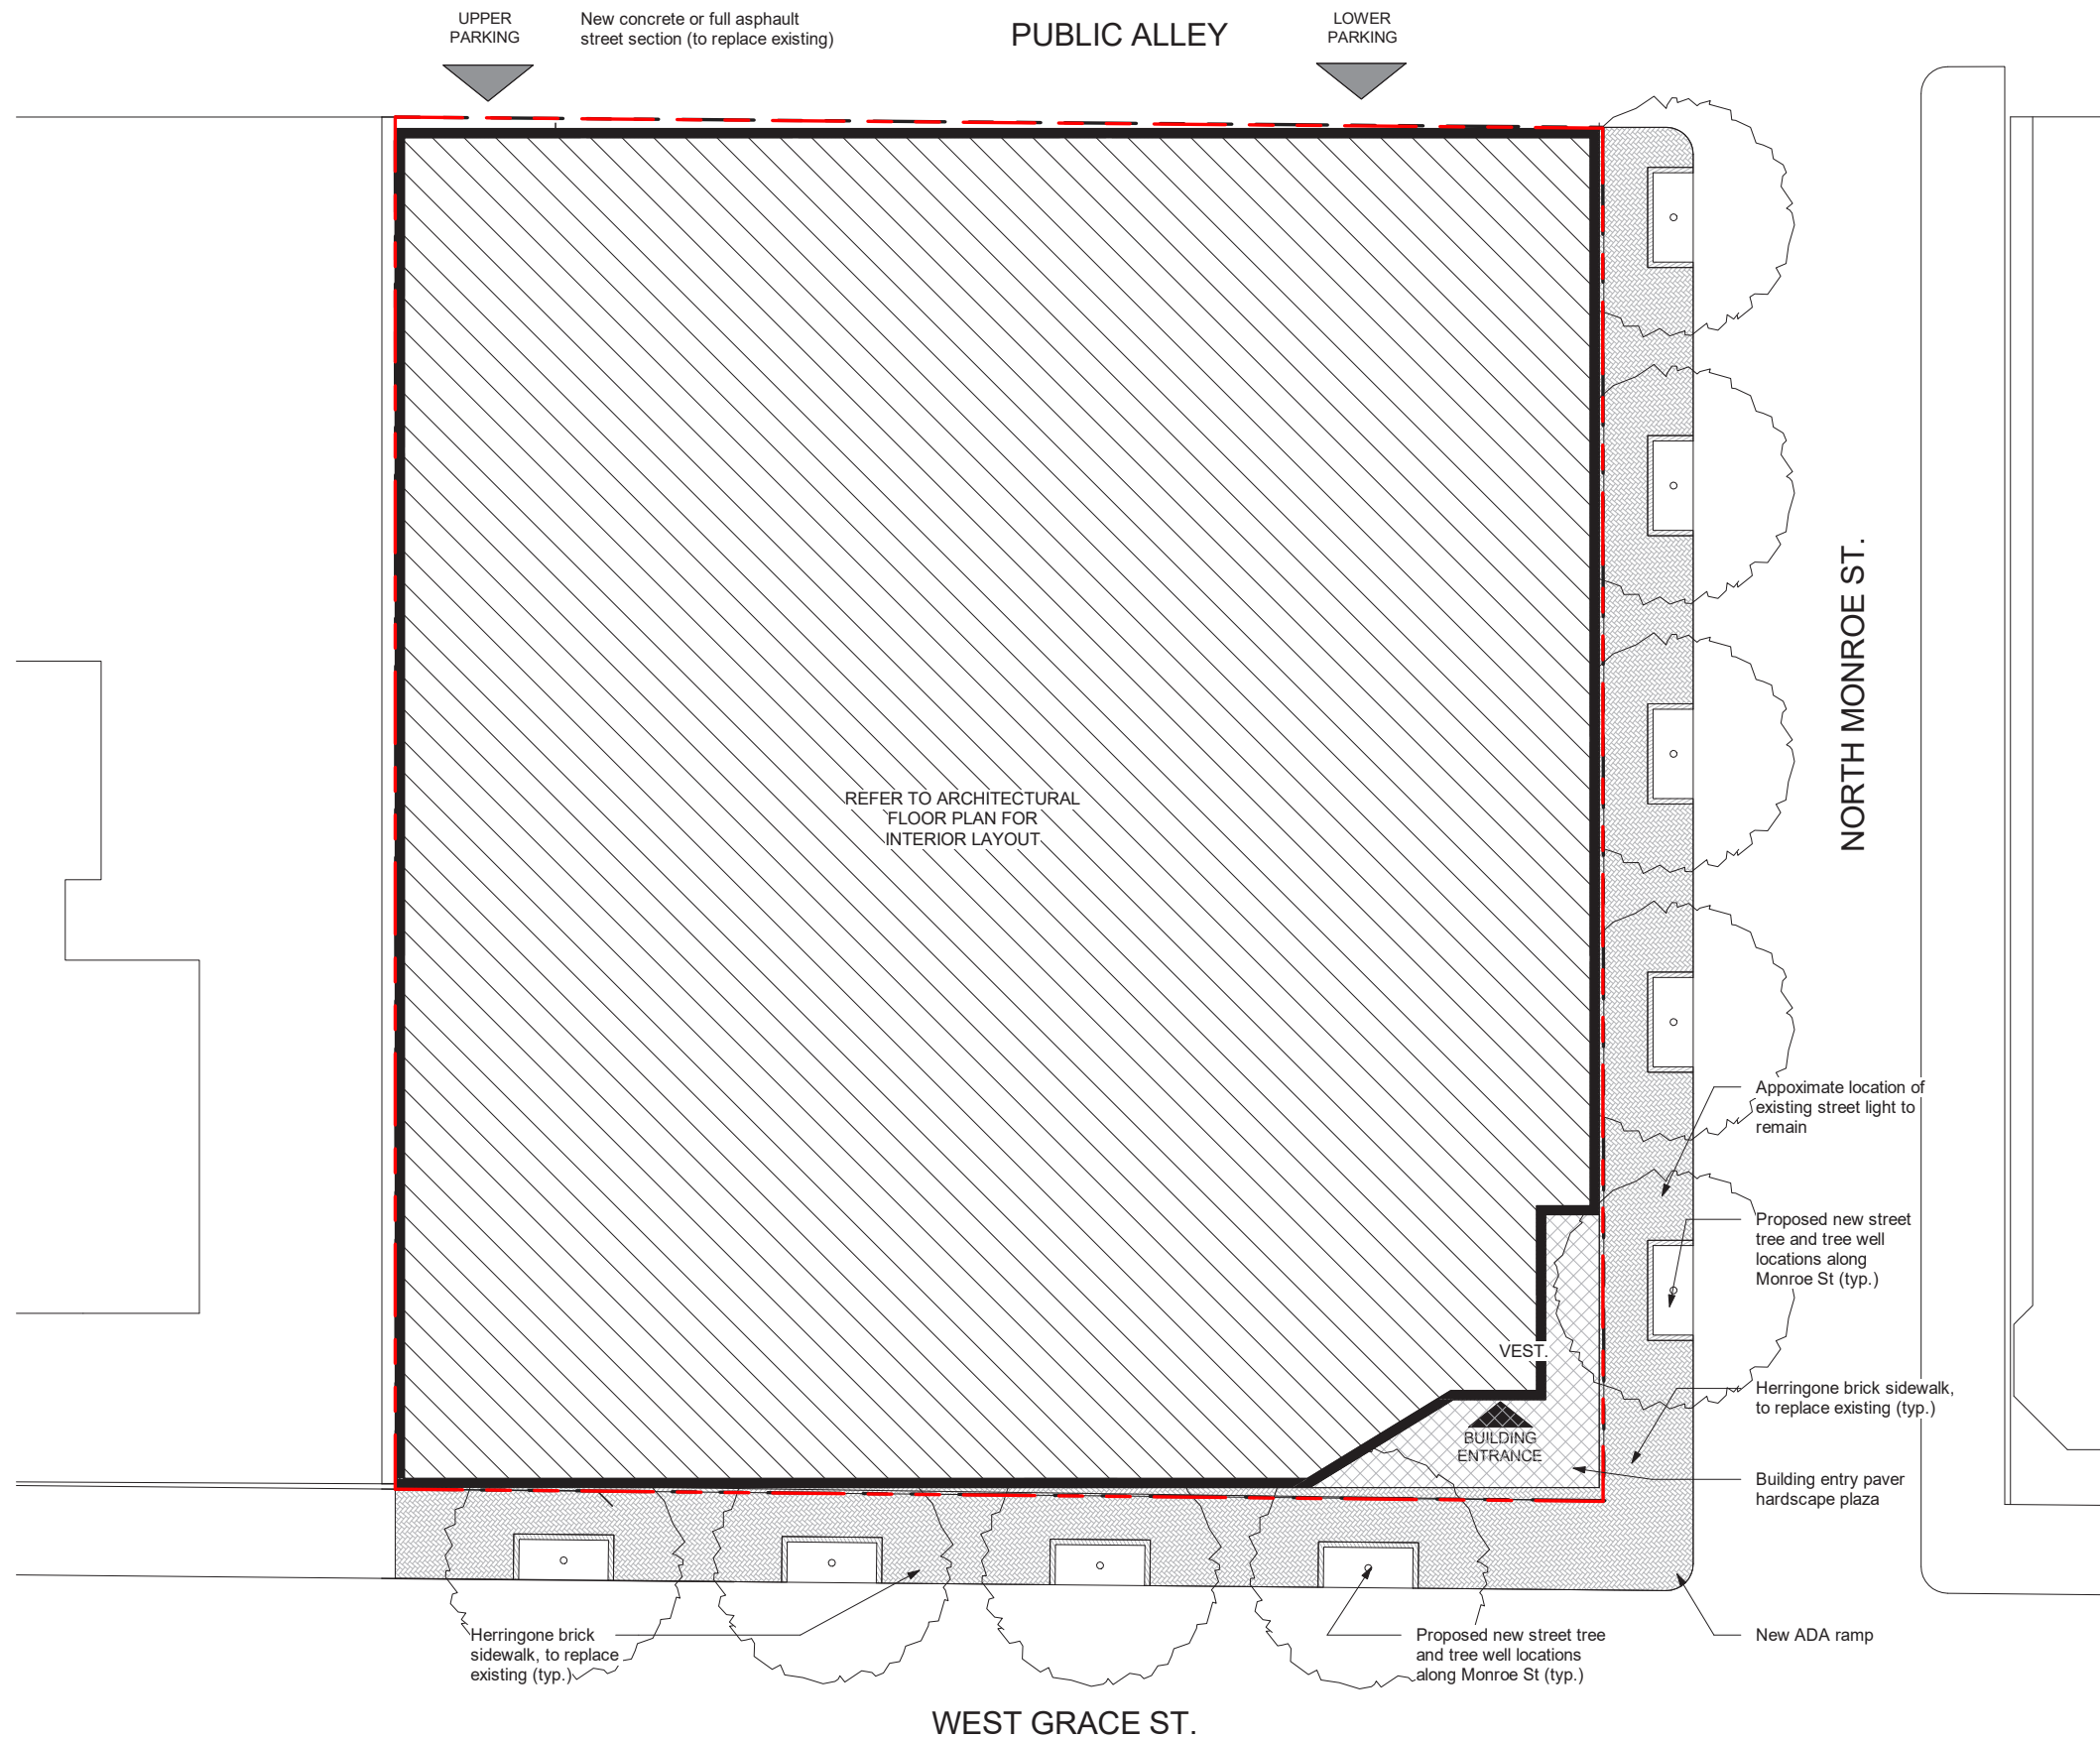 UPPER
PARKING
New concrete or full asphault
street section (to replace existing)
PUBLIC ALLEY
LOWER
PARKING
NORTH MONROE ST.
REFER TO ARCHITECTURAL
FLOOR PLAN FOR
INTERIOR LAYOUT
Appoximate location of
existing street light to
remain
Proposed new street
tree and tree well
locations along
Monroe St (typ.)
VEST.
Herringone brick sidewalk,
to replace existing (typ.)
BUILDING
ENTRANCE
Building entry paver
hardscape plaza
Herringone brick
sidewalk, to replace
existing (typ.)
Proposed new street tree
and tree well locations
along Monroe St (typ.)
New ADA ramp
WEST GRACE ST.